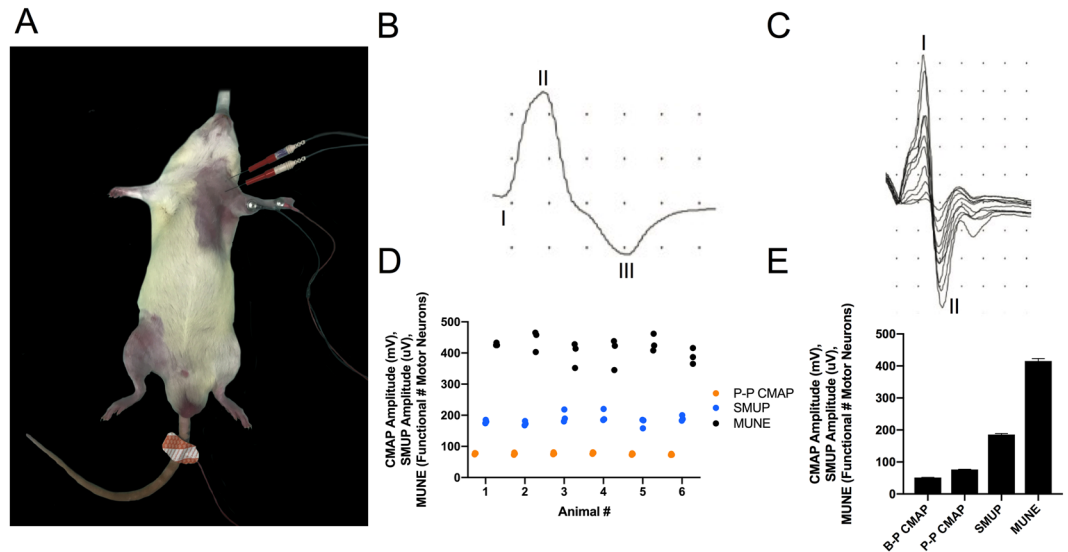 A
B
C
I
II
III
I
II
D
CMAP Amplitude (mV),
SMUP Amplitude (uV),
MUNE (Functional # Motor Neurons)
500
400
300
200
100
0
1 2 3 4 5 6
Animal #
P-P CMAP
SMUP
MUNE
E
CMAP Amplitude (mV),
SMUP Amplitude (uV),
MUNE (Functional # Motor Neurons)
500
400
300
200
100
0
B-P CMAP
P-P CMAP
SMUP
MUNE